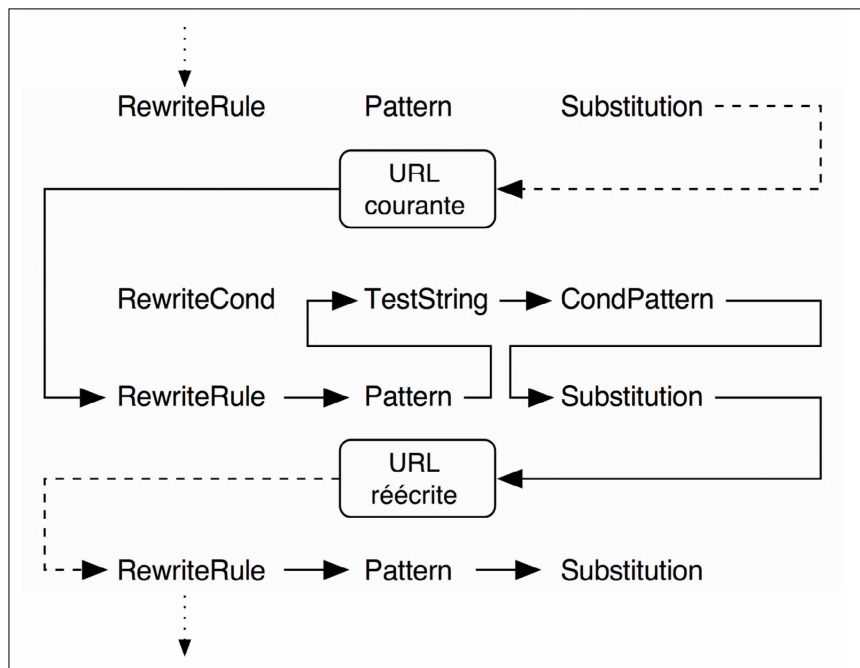 RewriteRule Pattern Substitution
URL
courante
RewriteCond TestString CondPattern
RewriteRule Pattern Substitution
URL
réécrite
RewriteRule Pattern Substitution